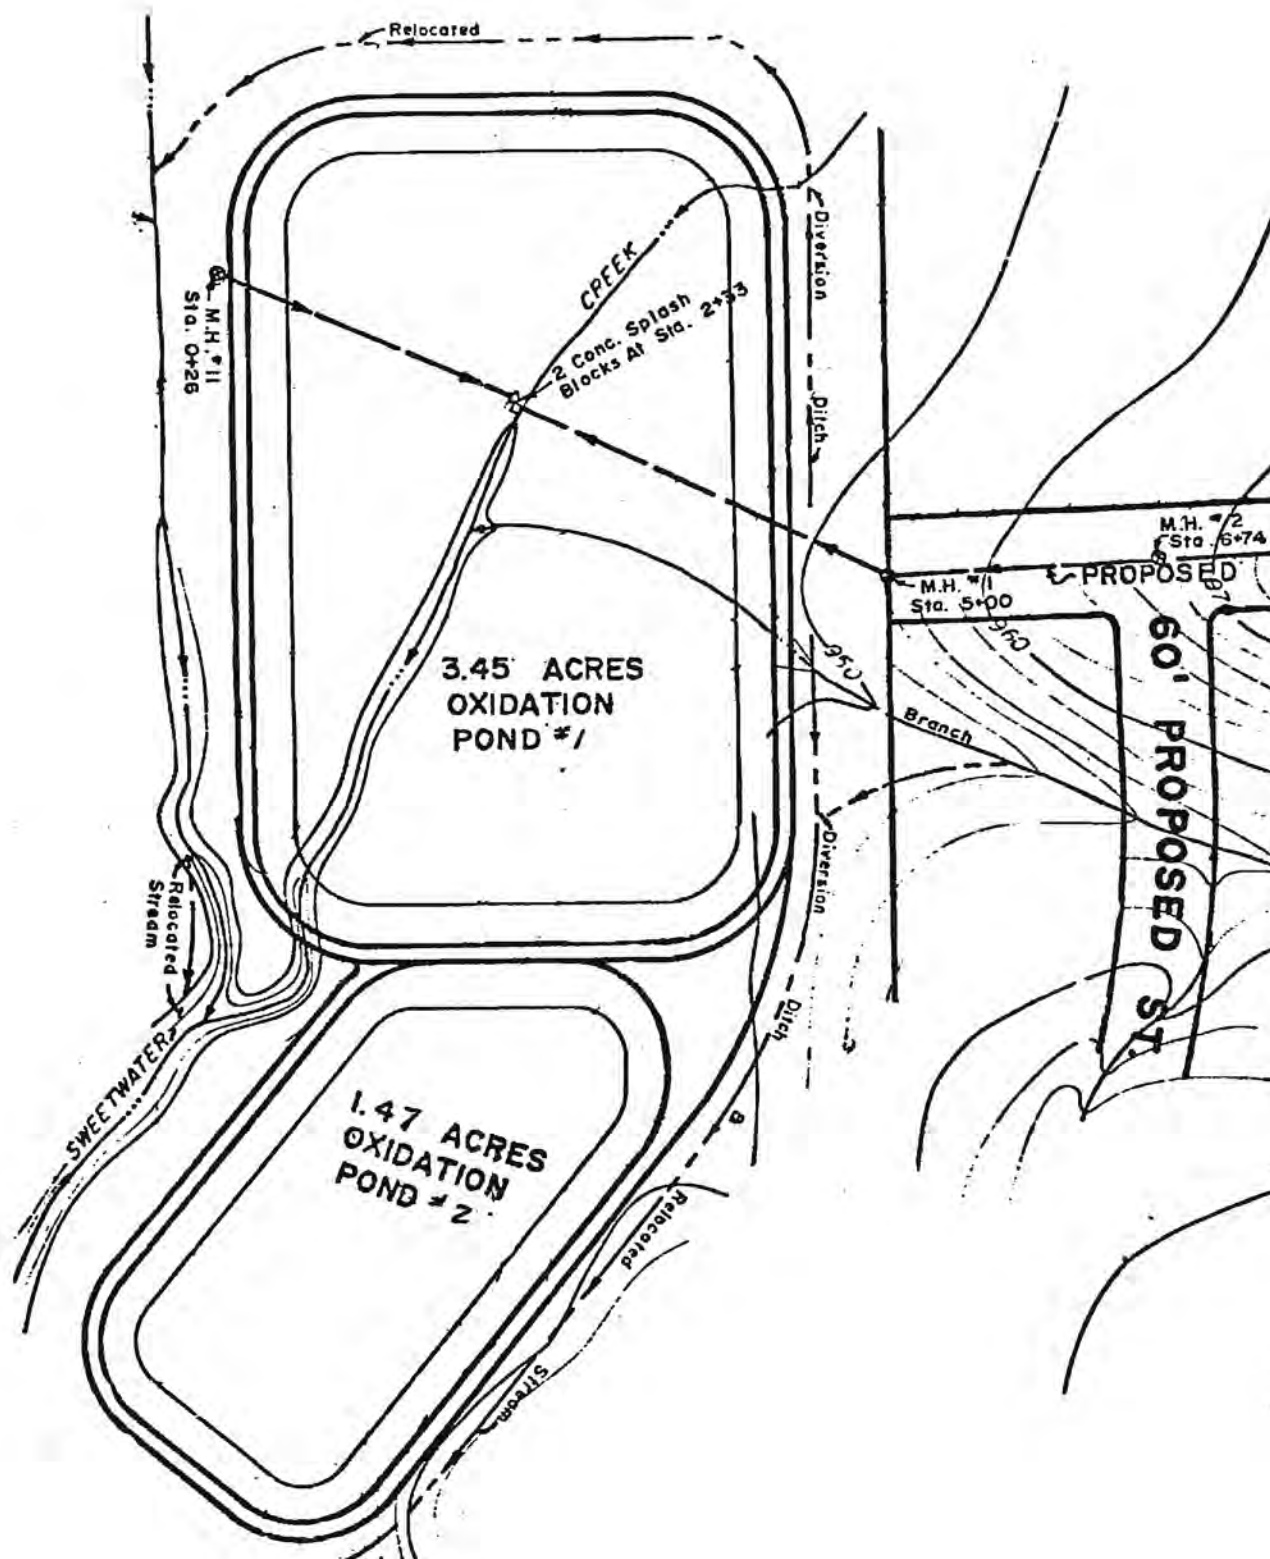 Relocated
Diversion
CREEK
2 Conc. Splash
Blocks At Sta. 2+33
M.H. #11
Sta. 0+26
Ditch
M.H. #2
Sta 6+74
℄ PROPOSED
M.H. #1
Sta. 5+00
960
950
60' PROPOSED ST.
3.45 ACRES
OXIDATION
POND #1
Branch
Diversion
Relocated
Stream
Ditch
SWEETWATER
1.47 ACRES
OXIDATION
POND #2
&
Relocated
Stream